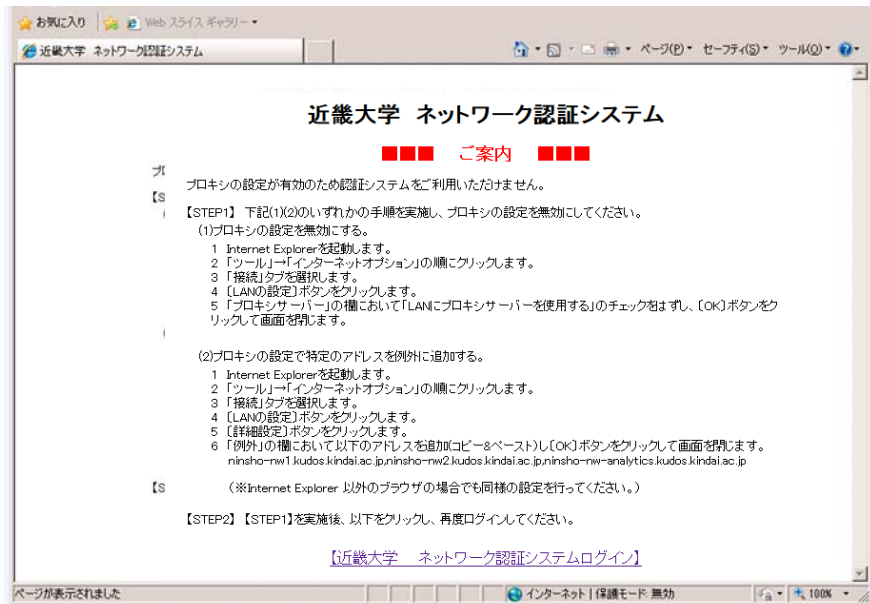 お気に入り Web スライス ギャラリー
近畿大学 ネットワーク認証システム ページ(P) セーフティ(S) ツール(O)
近畿大学 ネットワーク認証システム
■■■ ご案内 ■■■
プロキシの設定が有効のため認証システムをご利用いただけません。
【STEP1】 下記(1)(2)のいずれかの手順を実施し、プロキシの設定を無効にしてください。
(1)プロキシの設定を無効にする。
1 Internet Explorerを起動します。
2 「ツール」→「インターネットオプション」の順にクリックします。
3 「接続」タブを選択します。
4 〔LANの設定〕ボタンをクリックします。
5 「プロキシサーバー」の欄において「LANにプロキシサーバーを使用する」のチェックをはずし、〔OK〕ボタンをク
リックして画面を閉じます。
(2)プロキシの設定で特定のアドレスを例外に追加する。
1 Internet Explorerを起動します。
2 「ツール」→「インターネットオプション」の順にクリックします。
3 「接続」タブを選択します。
4 〔LANの設定〕ボタンをクリックします。
5 〔詳細設定〕ボタンをクリックします。
6 「例外」の欄において以下のアドレスを追加(コピー&ペースト)し〔OK〕ボタンをクリックして画面を閉じます。
ninsho-nw1.kudos.kindai.ac.jp,ninsho-nw2.kudos.kindai.ac.jp,ninsho-nw-analytics.kudos.kindai.ac.jp
【S (※Internet Explorer 以外のブラウザの場合でも同様の設定を行ってください。)
【STEP2】 【STEP1】を実施後、以下をクリックし、再度ログインしてください。
【近畿大学 ネットワーク認証システムログイン】
ページが表示されました インターネット | 保護モード: 無効 100%